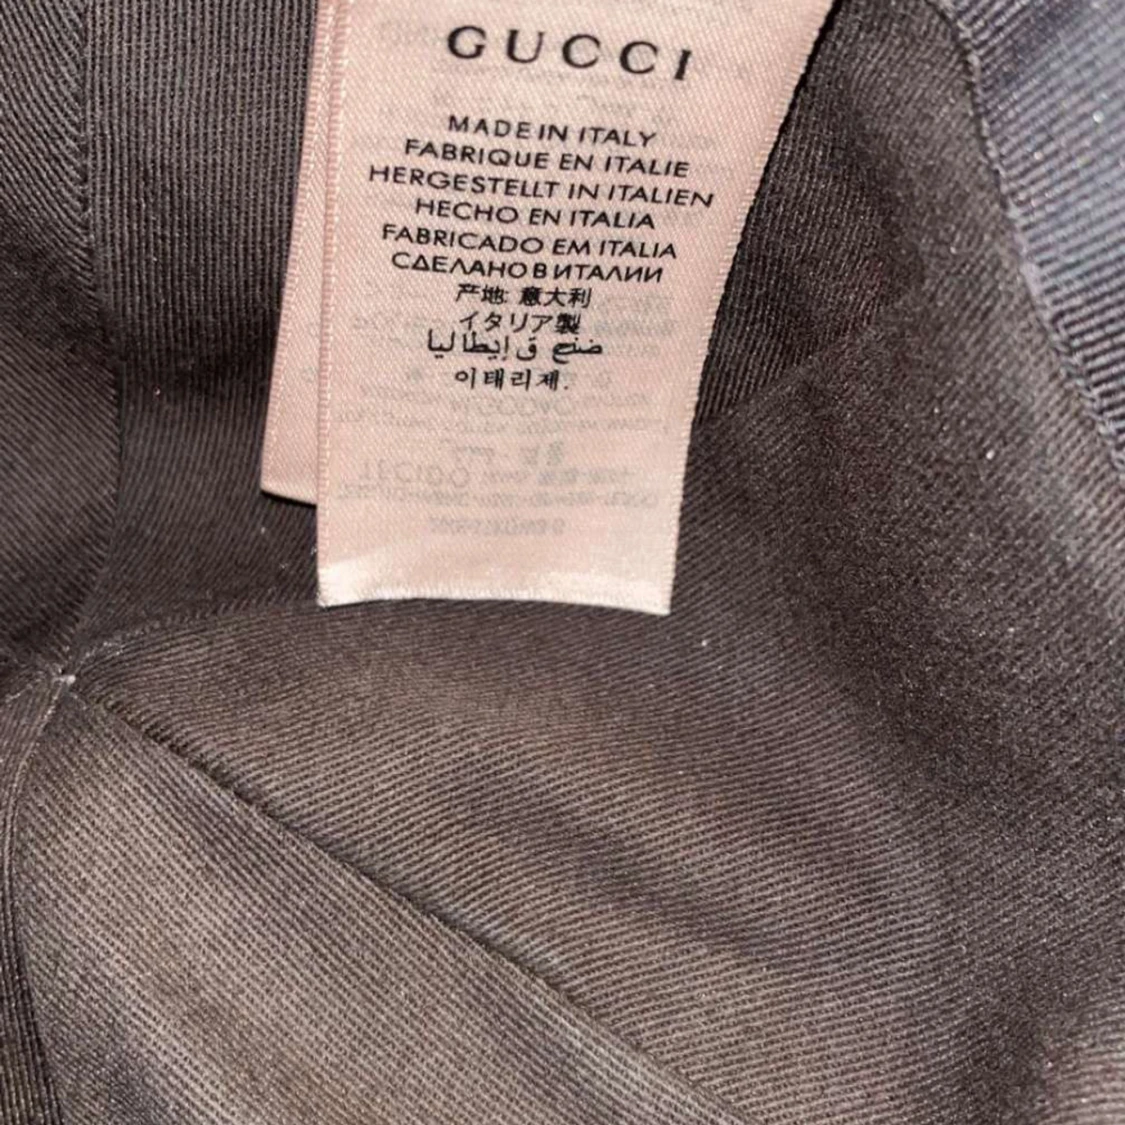 GUCCI
MADE IN ITALY
FABRIQUE EN ITALIE
HERGESTELLT IN ITALIEN
HECHO EN ITALIA
FABRICADO EM ITALIA
СДЕЛАНО В ИТАЛИИ
产地: 意大利
イタリア製
صنع ق إيطاليا
이태리제.